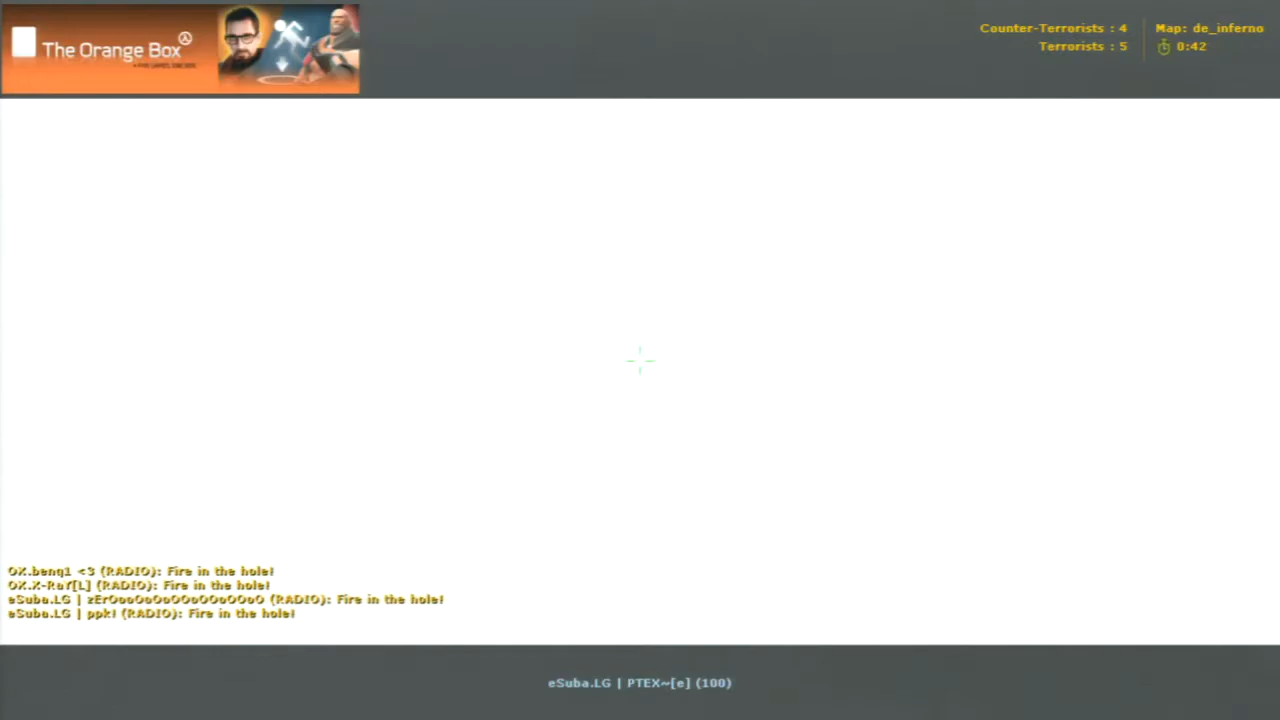 The Orange Box
Counter-Terrorists : 4
Terrorists : 5
Map: de_inferno
0:42
OX.benq1 <3 (RADIO): Fire in the hole!
OX.X-RaY[L] (RADIO): Fire in the hole!
eSuba.LG | zErOooOoOoOOoOOoOOoO (RADIO): Fire in the hole!
eSuba.LG | ppk! (RADIO): Fire in the hole!
eSuba.LG | PTEX~[e] (100)